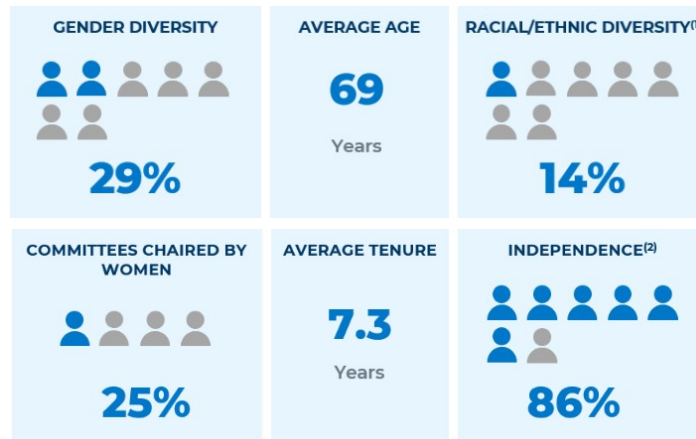 GENDER DIVERSITY
29%
AVERAGE AGE
69
Years
RACIAL/ETHNIC DIVERSITY(1
14%
COMMITTEES CHAIRED BY
WOMEN
25%
AVERAGE TENURE
7.3
Years
INDEPENDENCE(2)
86%